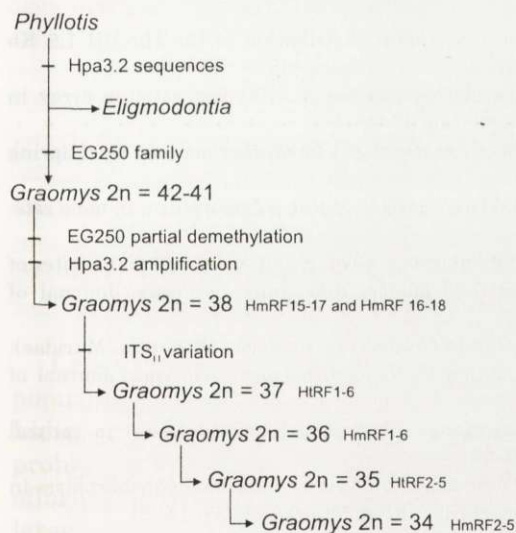 Phyllotis
Hpa3.2 sequences
Eligmodontia
EG250 family
Graomys 2n = 42-41
EG250 partial demethylation
Hpa3.2 amplification
Graomys 2n = 38 HmRF15-17 and HmRF 16-18
ITS_II variation
Graomys 2n = 37 HtRF1-6
Graomys 2n = 36 HmRF1-6
Graomys 2n = 35 HtRF2-5
Graomys 2n = 34 HmRF2-5